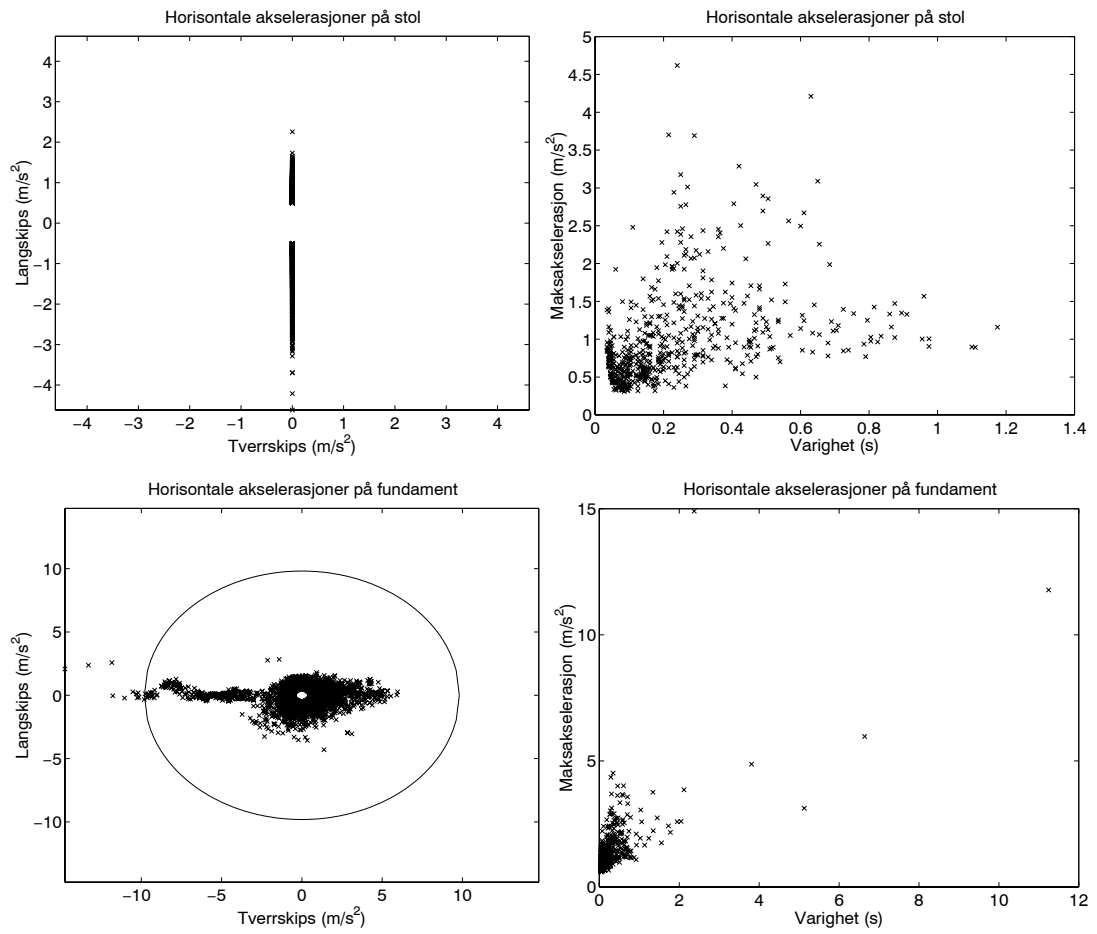 Horisontale akselerasjoner på stol
4
3
2
1
0
−1
−2
−3
−4
Langskips (m/s²)
−4 −3 −2 −1 0 1 2 3 4
Tverrskips (m/s²)
Horisontale akselerasjoner på stol
5
4.5
4
3.5
3
2.5
2
1.5
1
0.5
0
Maksakselerasjon (m/s²)
0 0.2 0.4 0.6 0.8 1 1.2 1.4
Varighet (s)
Horisontale akselerasjoner på fundament
10
5
0
−5
−10
Langskips (m/s²)
−10 −5 0 5 10
Tverrskips (m/s²)
Horisontale akselerasjoner på fundament
15
10
5
0
Maksakselerasjon (m/s²)
0 2 4 6 8 10 12
Varighet (s)